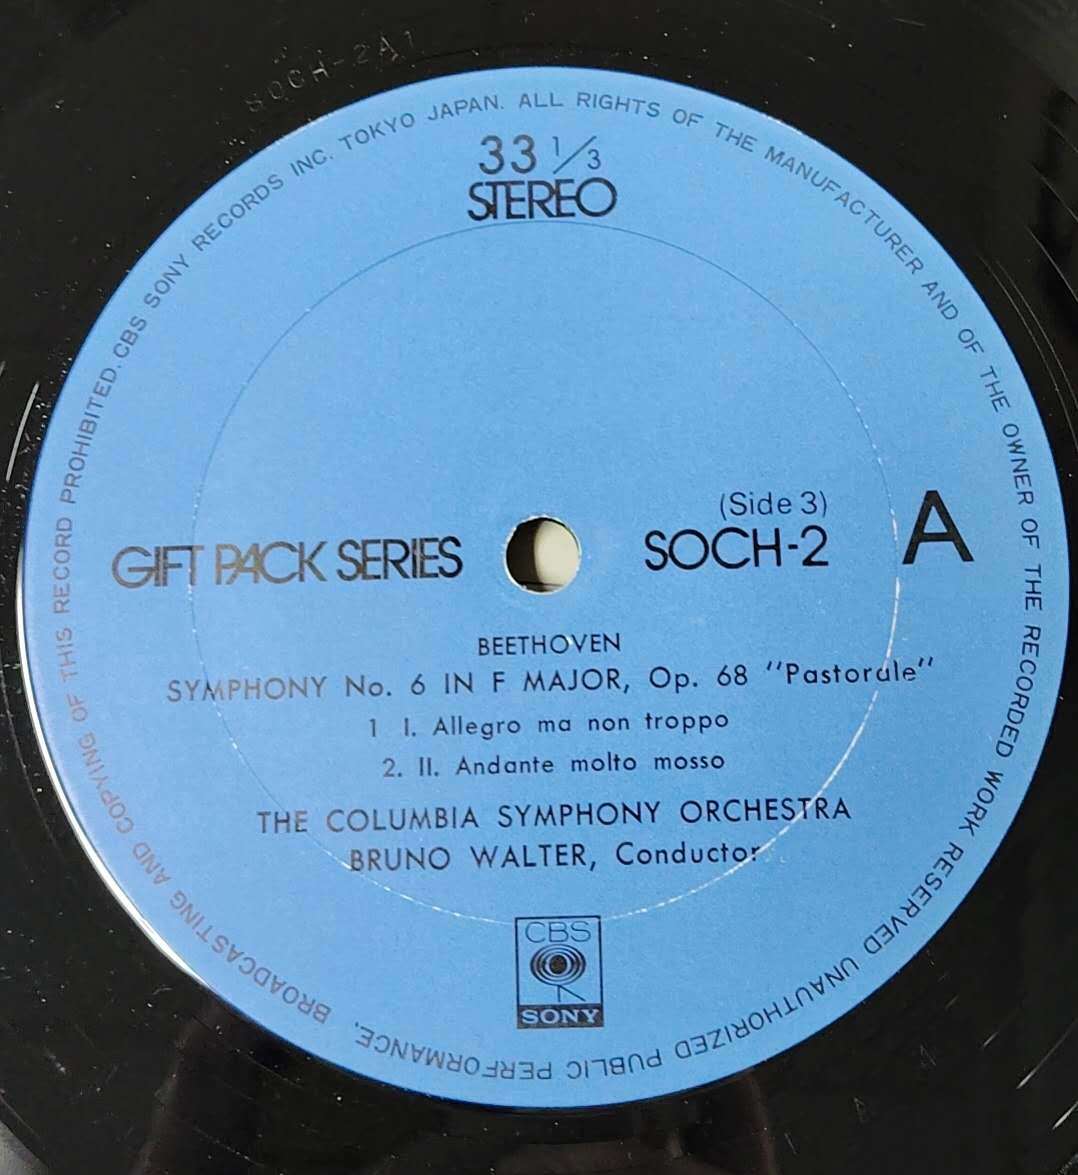 SOCH-2A1
CBS SONY RECORDS INC. TOKYO JAPAN. ALL RIGHTS OF THE MANUFACTURER AND OF THE OWNER OF THE RECORDED WORK RESERVED UNAUTHORIZED PUBLIC PERFORMANCE, BROADCASTING AND COPYING OF THIS RECORD PROHIBITED.
33 1/3
STEREO
(Side 3)
GIFT PACK SERIES SOCH-2 A
BEETHOVEN
SYMPHONY No. 6 IN F MAJOR, Op. 68 "Pastorale"
1 I. Allegro ma non troppo
2. II. Andante molto mosso
THE COLUMBIA SYMPHONY ORCHESTRA
BRUNO WALTER, Conductor
CBS
SONY